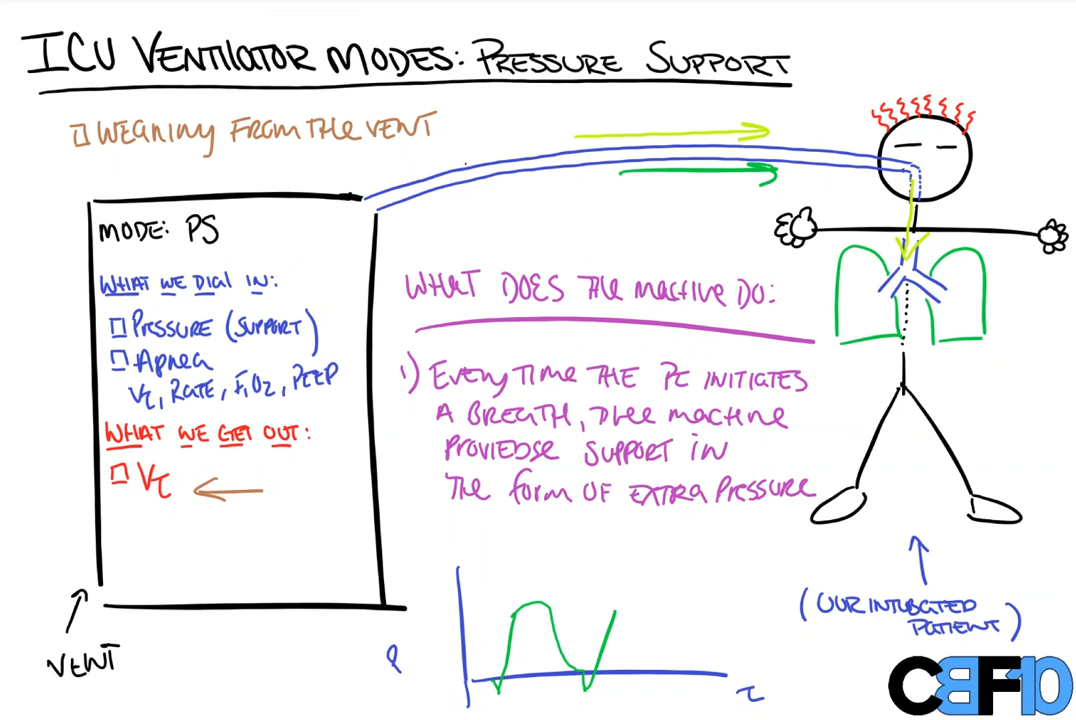 ICU VENTILATOR MODES: PRESSURE SUPPORT
WEANING FROM THE VENT
MODE: PS
WHAT WE DIAL IN:
PRESSURE (SUPPORT)
APNEA
VT, RATE, FiO2, PEEP
WHAT WE GET OUT:
VT
VENT
WHAT DOES THE MACHINE DO:
1) EVERY TIME THE PT INITIATES
A BREATH, THE MACHINE
PROVIEDSE SUPPORT IN
THE FORM OF EXTRA PRESSURE
P
t
(OUR INTUBATED
PATIENT)
CBF10